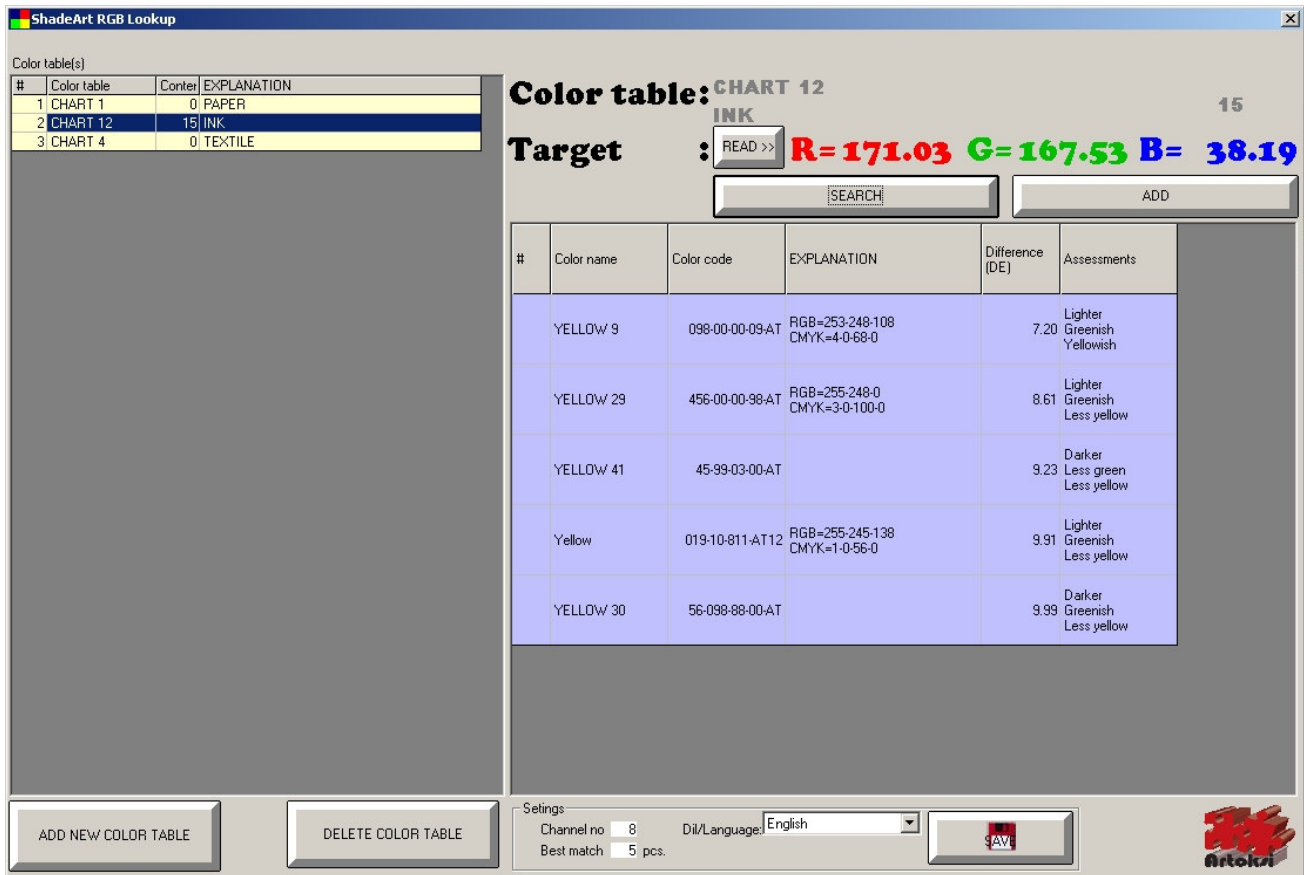 ShadeArt RGB Lookup
Color table(s)
# Color table Conter EXPLANATION
1 CHART 1 0 PAPER
2 CHART 12 15 INK
3 CHART 4 0 TEXTILE
Color table: CHART 12
INK 15
Target : READ >> R= 171.03 G= 167.53 B= 38.19
SEARCH ADD
# Color name Color code EXPLANATION Difference (DE) Assessments
YELLOW 9 098-00-00-09-AT RGB=253-248-108 CMYK=4-0-68-0 7.20 Lighter Greenish Yellowish
YELLOW 29 456-00-00-98-AT RGB=255-248-0 CMYK=3-0-100-0 8.61 Lighter Greenish Less yellow
YELLOW 41 45-99-03-00-AT 9.23 Darker Less green Less yellow
Yellow 019-10-811-AT12 RGB=255-245-138 CMYK=1-0-56-0 9.91 Lighter Greenish Less yellow
YELLOW 30 56-098-88-00-AT 9.99 Darker Greenish Less yellow
ADD NEW COLOR TABLE DELETE COLOR TABLE
Setings
Channel no 8 Dil/Language: English SAVE
Best match 5 pcs.
Artoksi